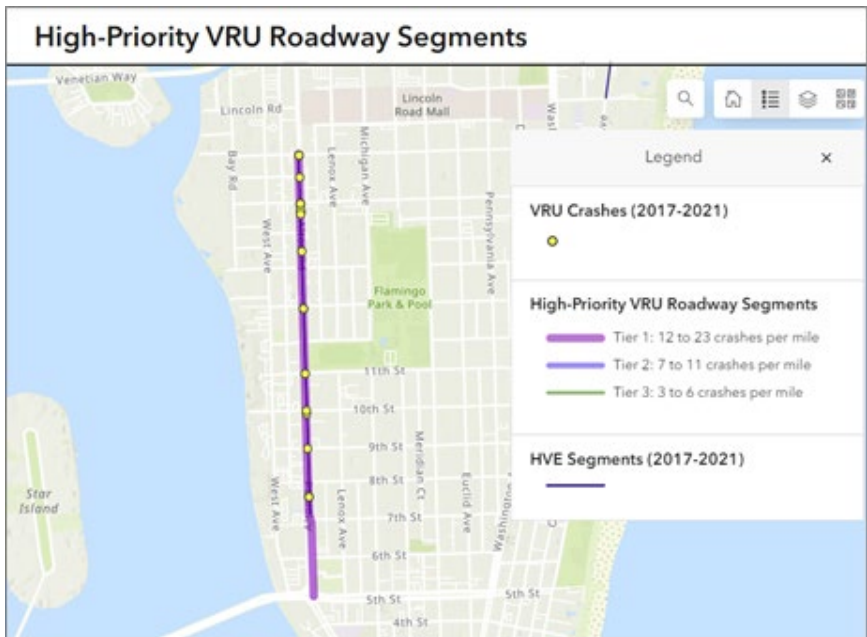 High-Priority VRU Roadway Segments
Venetian Way
Lincoln Rd
Lincoln
Road Mall
Bay Rd
Lenox Ave
Michigan Ave
West Ave
Pennsylvania Ave
Flamingo
Park & Pool
11th St
10th St
9th St
8th St
7th St
6th St
5th St
5th St
4th St
Meridian Ct
Euclid Ave
Washington
West Ave
Lenox Ave
Star
Island
Legend
×
VRU Crashes (2017-2021)
High-Priority VRU Roadway Segments
Tier 1: 12 to 23 crashes per mile
Tier 2: 7 to 11 crashes per mile
Tier 3: 3 to 6 crashes per mile
HVE Segments (2017-2021)